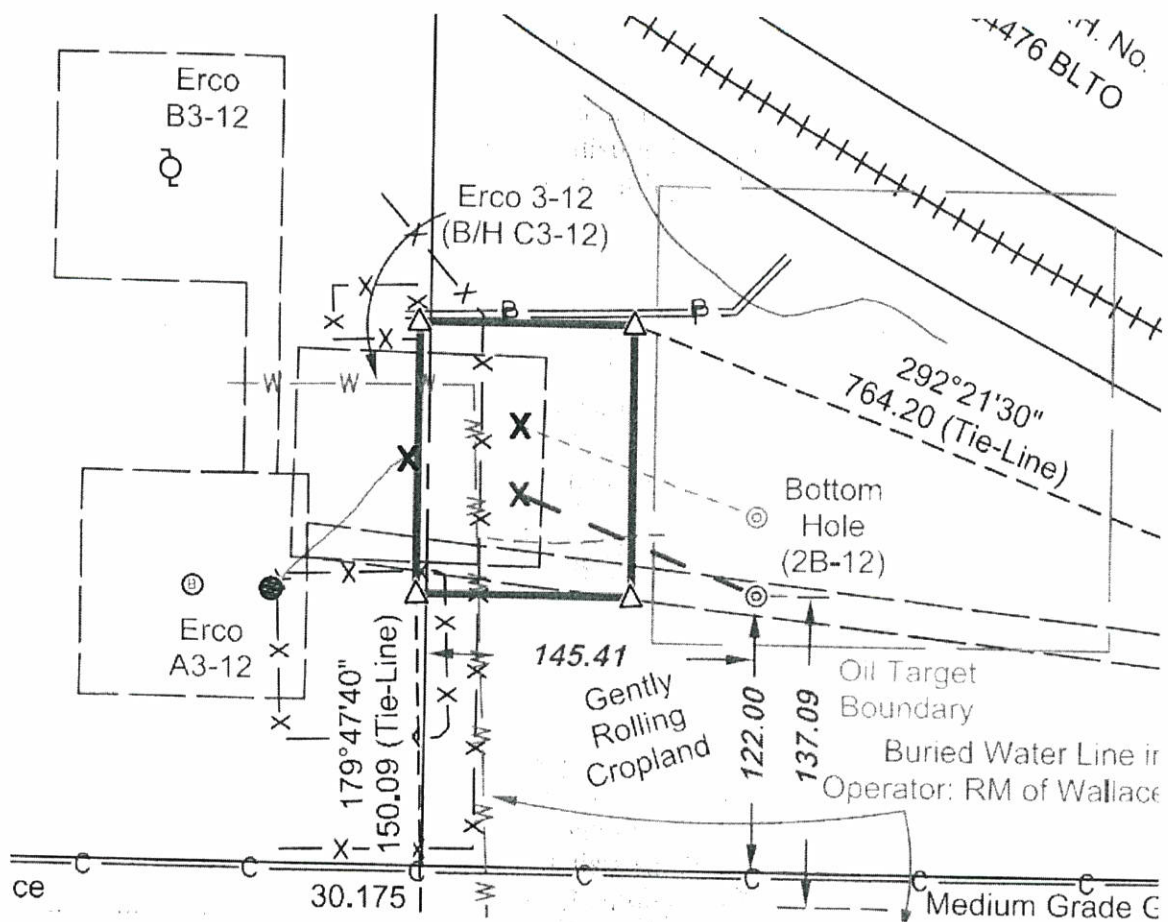 .H. No.
4476 BLTO
Erco
B3-12
Erco 3-12
(B/H C3-12)
292°21'30"
764.20 (Tie-Line)
Bottom
Hole
(2B-12)
Erco
A3-12
179°47'40"
150.09 (Tie-Line)
145.41
Gently
Rolling
Cropland
122.00
137.09
Oil Target
Boundary
Buried Water Line in
Operator: RM of Wallace
30.175
ce
Medium Grade G